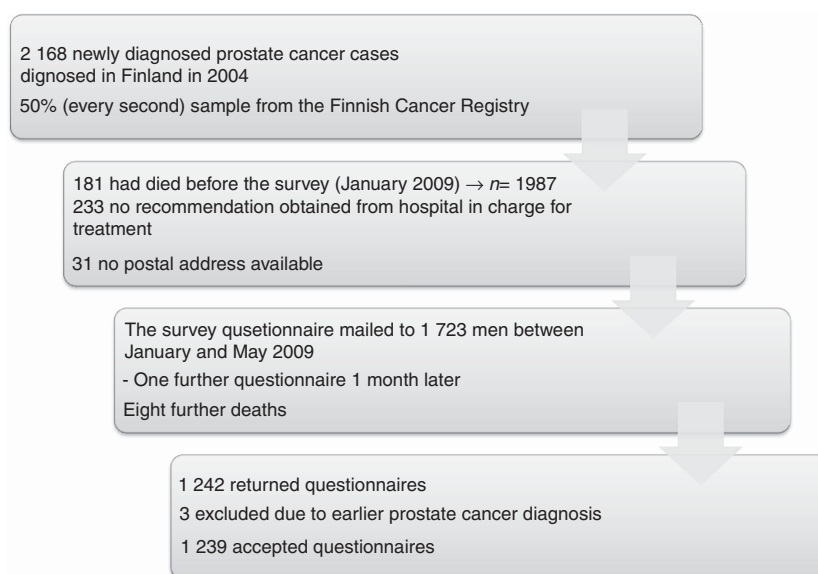 2 168 newly diagnosed prostate cancer cases
dignosed in Finland in 2004
50% (every second) sample from the Finnish Cancer Registry
181 had died before the survey (January 2009) → n= 1987
233 no recommendation obtained from hospital in charge for
treatment
31 no postal address available
The survey qusetionnaire mailed to 1 723 men between
January and May 2009
- One further questionnaire 1 month later
Eight further deaths
1 242 returned questionnaires
3 excluded due to earlier prostate cancer diagnosis
1 239 accepted questionnaires